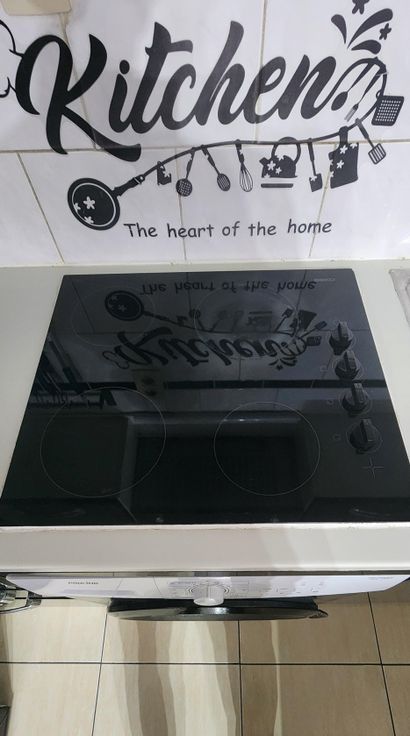 Kitchen
The heart of the home